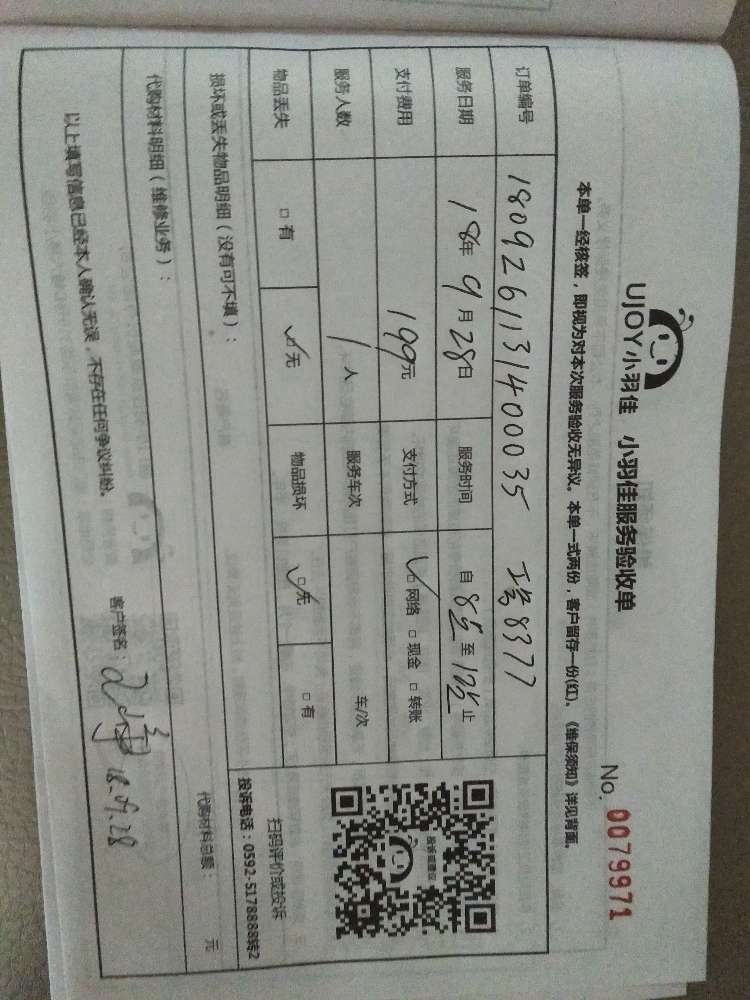 UJOY小羽佳 小羽佳服务验收单
No. 0079971
本单一经核签，即视为对本次服务验收无异议。本单一式两份，客户留存一份(红)。《维保须知》详见背面。
订单编号 180926113140035 工号8377
服务日期 18年9月28日 服务时间 自8点至12点止
支付费用 199元 支付方式 ☑网络 □现金 □转账
服务人数 1人 服务车次 车/次
物品丢失 □有 ☑无 物品损坏 ☑无 □有
扫码评价或投诉
投诉电话：0592-5178888转2
损坏或丢失物品明细（没有可不填）：
代购材料明细（维修业务）： 代购材料总额： 元
以上填写信息已经本人确认无误，不存在任何争议纠纷。
客户签名： 18.9.28